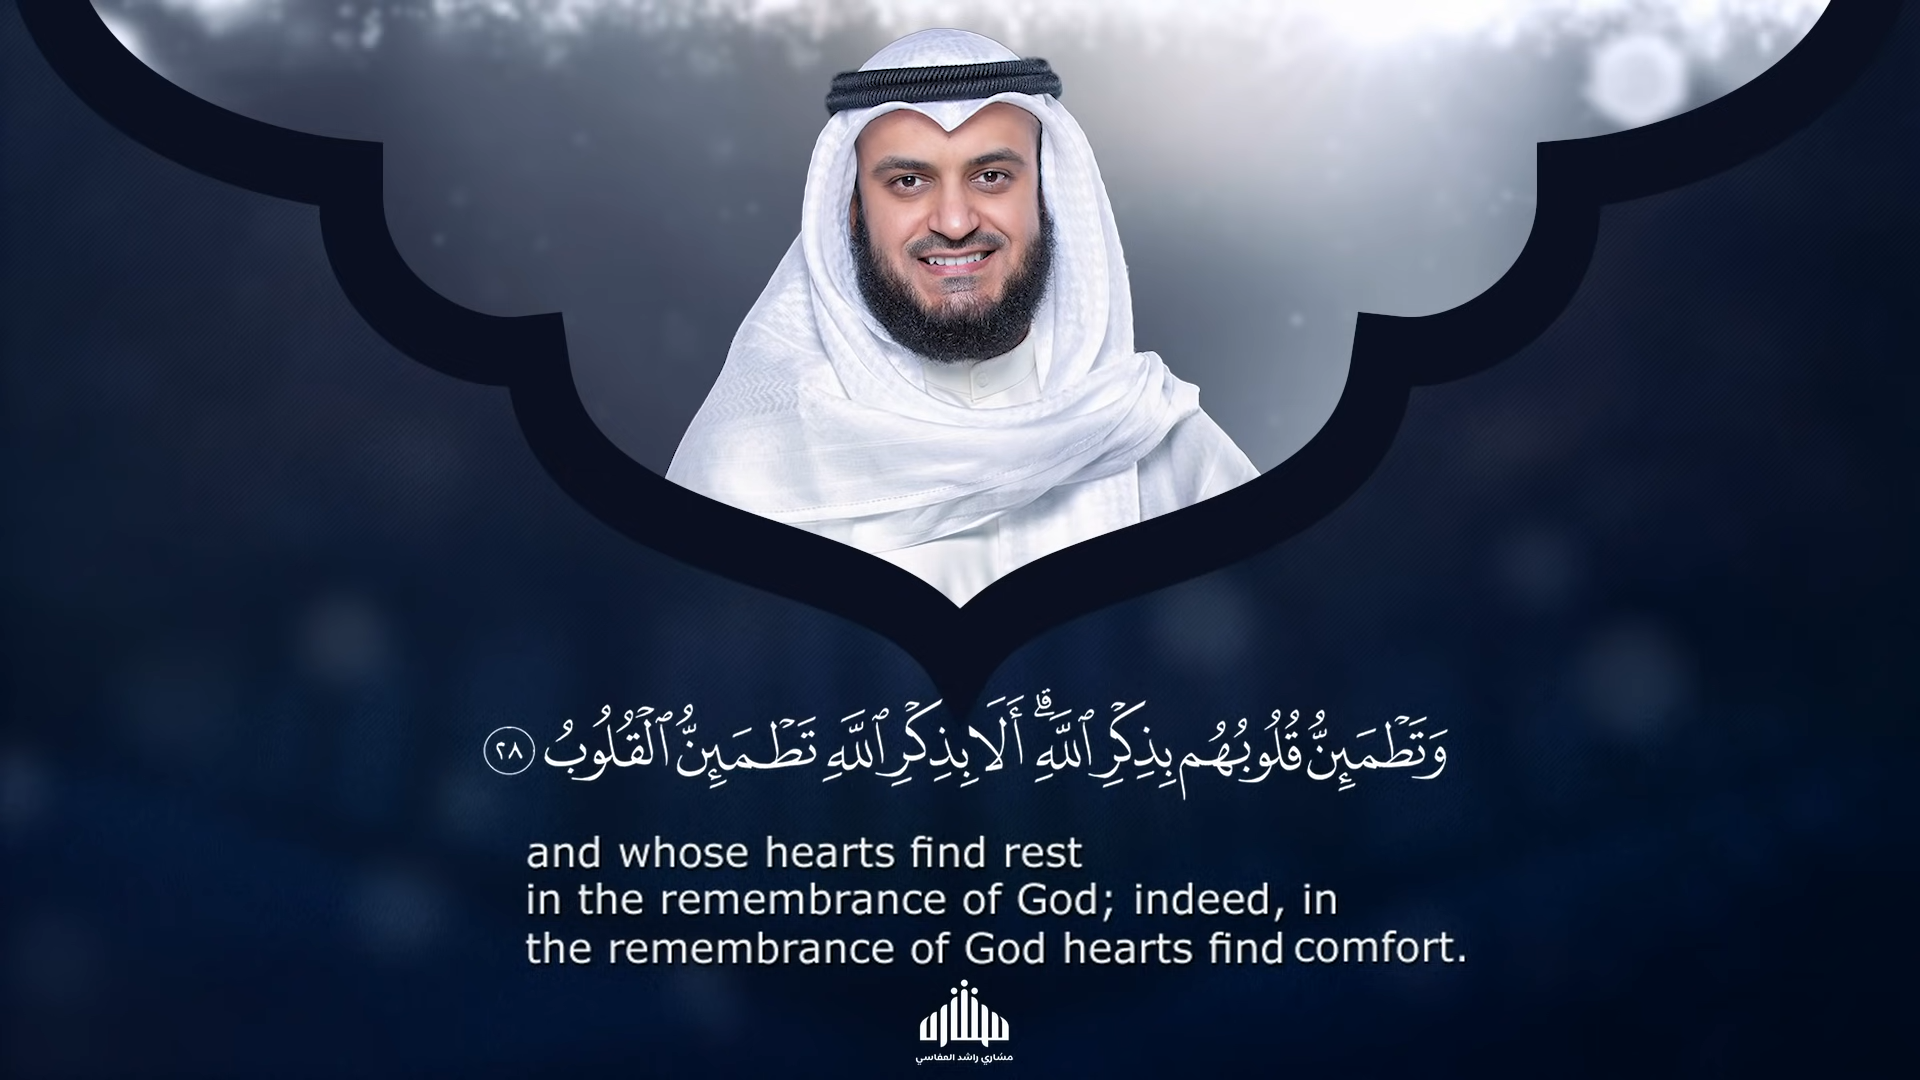 وَتَطْمَئِنُّ قُلُوبُهُم بِذِكْرِ ٱللَّهِ ۗ أَلَا بِذِكْرِ ٱللَّهِ تَطْمَئِنُّ ٱلْقُلُوبُ ٢٨
and whose hearts find rest
in the remembrance of God; indeed, in
the remembrance of God hearts find comfort.
مشاري
مشاري راشد العفاسي